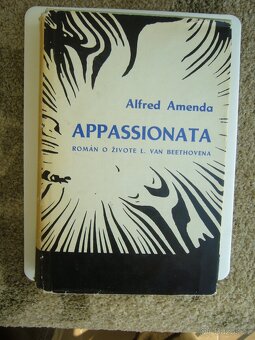 Alfred Amenda
APPASSIONATA
ROMÁN O ŽIVOTE L. VAN BEETHOVENA